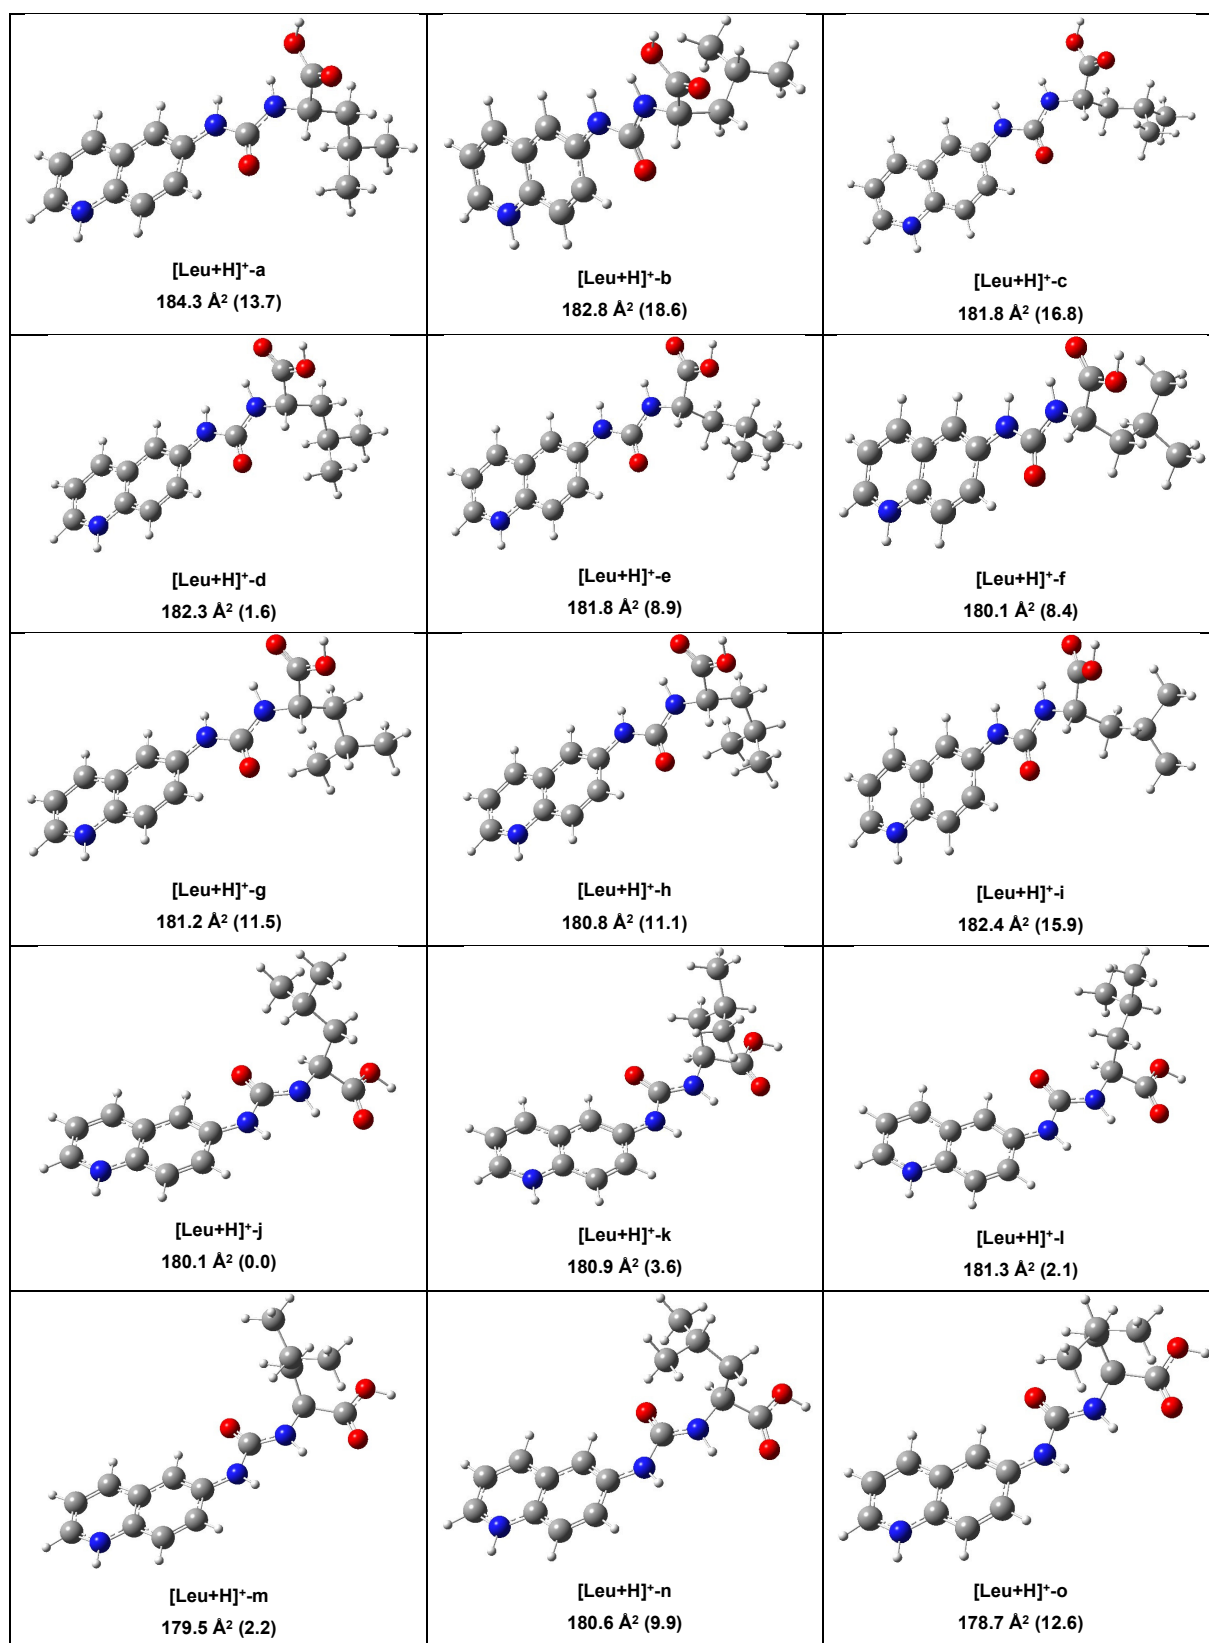 [Leu+H]⁺-a
184.3 Å² (13.7)
[Leu+H]⁺-b
182.8 Å² (18.6)
[Leu+H]⁺-c
181.8 Å² (16.8)
[Leu+H]⁺-d
182.3 Å² (1.6)
[Leu+H]⁺-e
181.8 Å² (8.9)
[Leu+H]⁺-f
180.1 Å² (8.4)
[Leu+H]⁺-g
181.2 Å² (11.5)
[Leu+H]⁺-h
180.8 Å² (11.1)
[Leu+H]⁺-i
182.4 Å² (15.9)
[Leu+H]⁺-j
180.1 Å² (0.0)
[Leu+H]⁺-k
180.9 Å² (3.6)
[Leu+H]⁺-l
181.3 Å² (2.1)
[Leu+H]⁺-m
179.5 Å² (2.2)
[Leu+H]⁺-n
180.6 Å² (9.9)
[Leu+H]⁺-o
178.7 Å² (12.6)